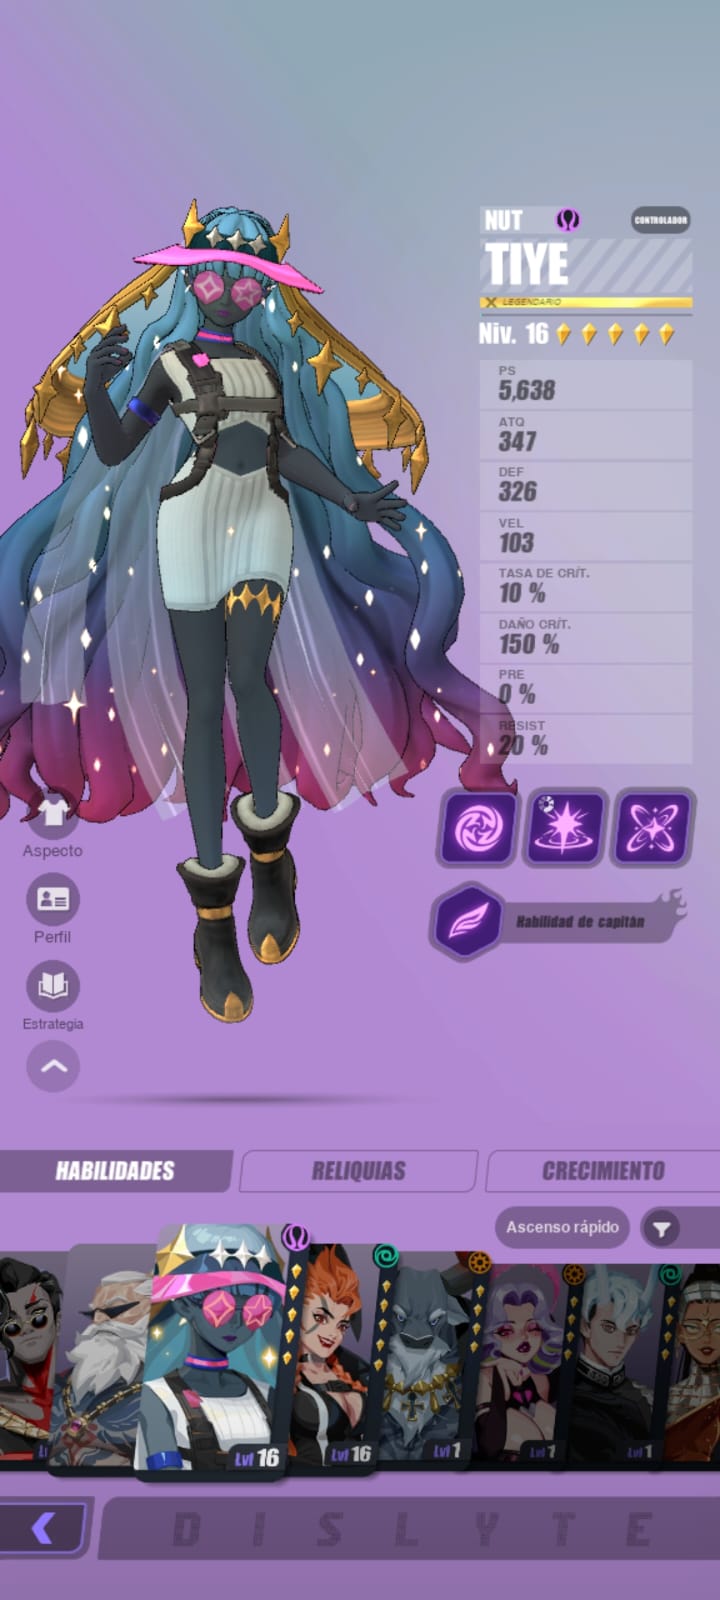 NUT
CONTROLADOR
TIYE
LEGENDARIO
Niv. 16
PS
5,638
ATQ
347
DEF
326
VEL
103
TASA DE CRÍT.
10 %
DAÑO CRÍT.
150 %
PRE
0 %
RESIST
20 %
Aspecto
Perfil
Habilidad de capitán
Estrategia
HABILIDADES
RELIQUIAS
CRECIMIENTO
Ascenso rápido
Lvl 16
Lvl 16
Lvl 1
Lvl 1
Lvl 1
DISLYTE